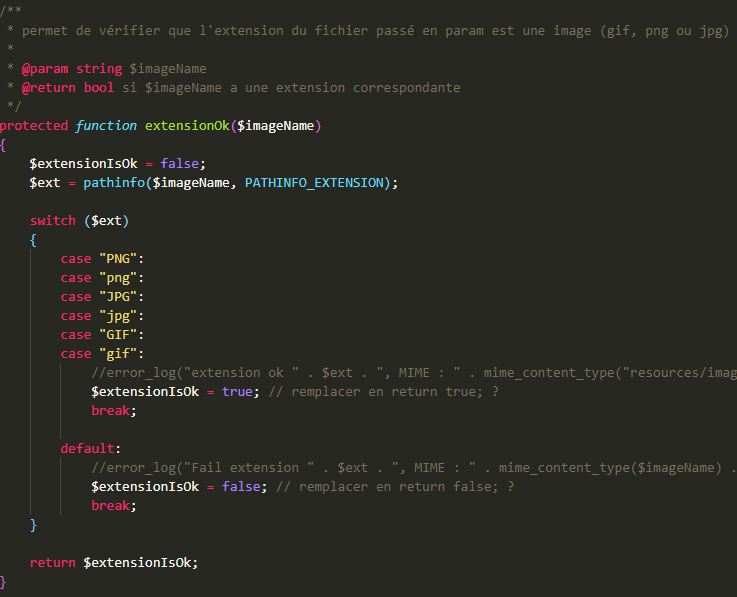 /**
 * permet de vérifier que l'extension du fichier passé en param est une image (gif, png ou jpg)
 *
 * @param string $imageName
 * @return bool si $imageName a une extension correspondante
 */
protected function extensionOk($imageName)
{
    $extensionIsOk = false;
    $ext = pathinfo($imageName, PATHINFO_EXTENSION);
    switch ($ext)
    {
        case "PNG":
        case "png":
        case "JPG":
        case "jpg":
        case "GIF":
        case "gif":
            //error_log("extension ok " . $ext . ", MIME : " . mime_content_type("resources/imag
            $extensionIsOk = true; // remplacer en return true; ?
            break;
        default:
            //error_log("Fail extension " . $ext . ", MIME : " . mime_content_type($imageName) .
            $extensionIsOk = false; // remplacer en return false; ?
            break;
    }
    return $extensionIsOk;
}